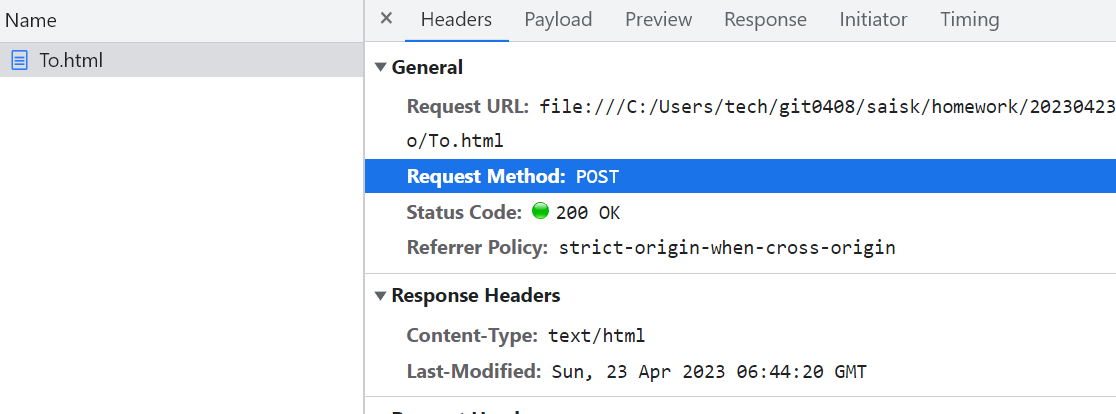 Name
To.html
× Headers Payload Preview Response Initiator Timing
General
Request URL: file:///C:/Users/tech/git0408/saisk/homework/20230423
o/To.html
Request Method: POST
Status Code: 200 OK
Referrer Policy: strict-origin-when-cross-origin
Response Headers
Content-Type: text/html
Last-Modified: Sun, 23 Apr 2023 06:44:20 GMT